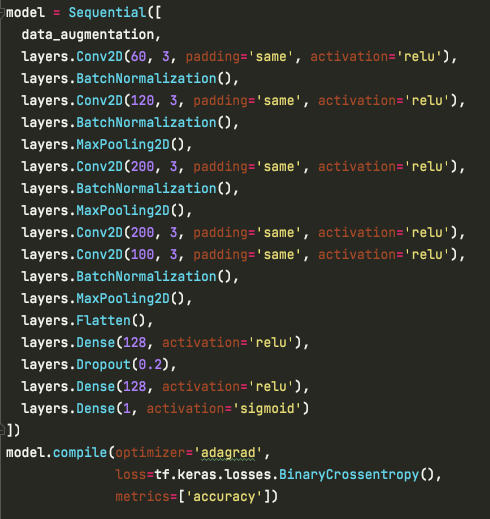 model = Sequential([
  data_augmentation,
  layers.Conv2D(60, 3, padding='same', activation='relu'),
  layers.BatchNormalization(),
  layers.Conv2D(120, 3, padding='same', activation='relu'),
  layers.BatchNormalization(),
  layers.MaxPooling2D(),
  layers.Conv2D(200, 3, padding='same', activation='relu'),
  layers.BatchNormalization(),
  layers.MaxPooling2D(),
  layers.Conv2D(200, 3, padding='same', activation='relu'),
  layers.Conv2D(100, 3, padding='same', activation='relu'),
  layers.BatchNormalization(),
  layers.MaxPooling2D(),
  layers.Flatten(),
  layers.Dense(128, activation='relu'),
  layers.Dropout(0.2),
  layers.Dense(128, activation='relu'),
  layers.Dense(1, activation='sigmoid')
])
model.compile(optimizer='adagrad',
              loss=tf.keras.losses.BinaryCrossentropy(),
              metrics=['accuracy'])